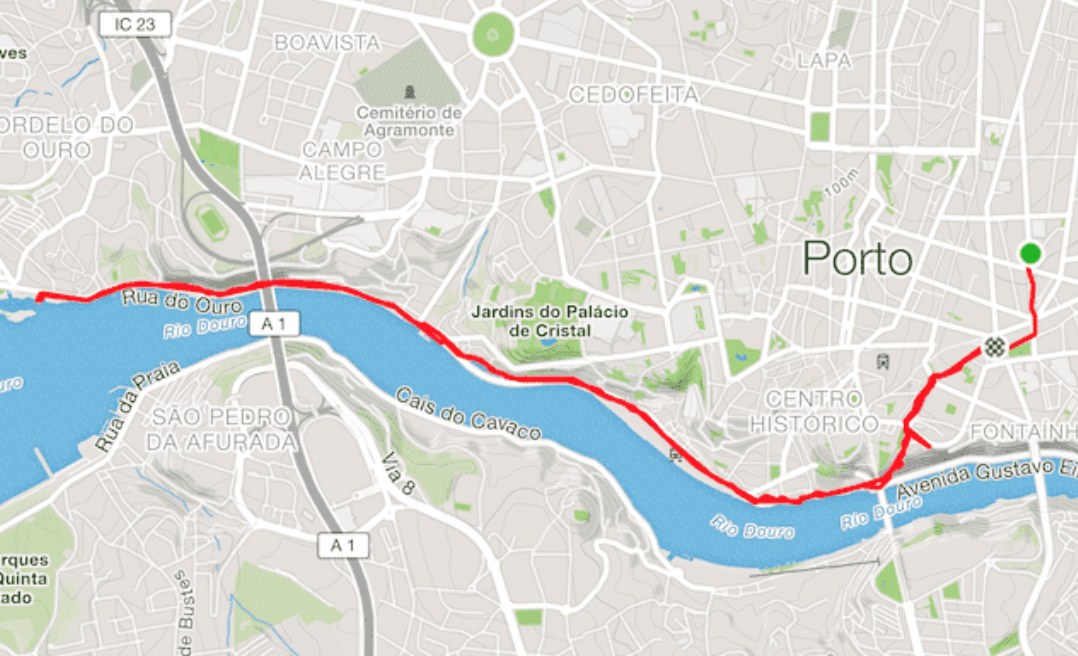 IC 23
BOAVISTA
ves
LAPA
CEDOFEITA
Cemitério de
Agramonte
ORDELO DO
OURO
CAMPO
ALEGRE
100m
Porto
Rua do Ouro
Rio Douro
A 1
Jardins do Palácio
de Cristal
uro
Rua da Praia
SÃO PEDRO
DA AFURADA
Cais do Cavaco
CENTRO
HISTÓRICO
FONTAÍNH
Via 8
Avenida Gustavo Ei
Rio Douro
Rio Douro
A 1
rques
Quinta
ado
de Bustes